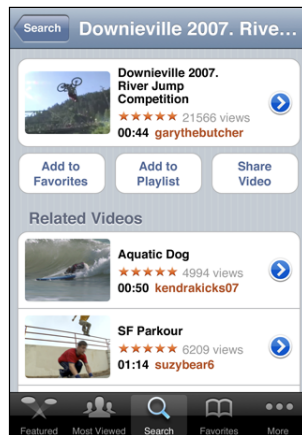 Search
Downieville 2007. Rive...
Downieville 2007.
River Jump
Competition
21566 views
00:44 garythebutcher
Add to
Favorites
Add to
Playlist
Share
Video
Related Videos
Aquatic Dog
4994 views
00:50 kendrakicks07
SF Parkour
6209 views
01:14 suzybear6
Featured
Most Viewed
Search
Favorites
More